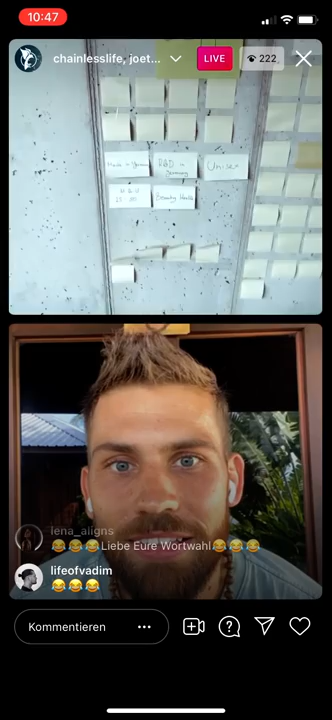 10:47
chainlesslife, joet...
LIVE
222
Made in Germany
R&D in
Germany
Unisex
Beauty Hacks
lena_aligns
😂😂😂Liebe Eure Wortwahl😂😂😂
lifeofvadim
😂😂😂
Kommentieren